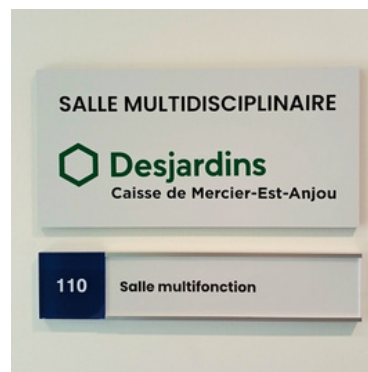 SALLE MULTIDISCIPLINAIRE
Desjardins
Caisse de Mercier-Est-Anjou
110 Salle multifonction